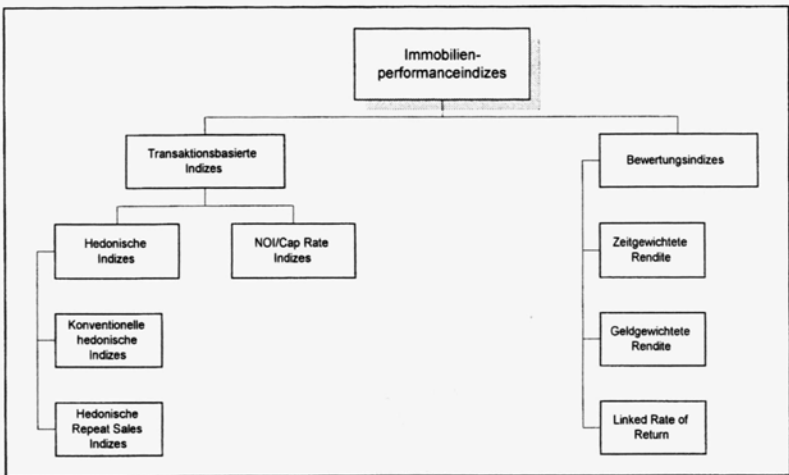 Immobilien-
performanceindizes
Transaktionsbasierte
Indizes
Bewertungsindizes
Hedonische
Indizes
NOI/Cap Rate
Indizes
Zeitgewichtete
Rendite
Konventionelle
hedonische
Indizes
Geldgewichtete
Rendite
Hedonische
Repeat Sales
Indizes
Linked Rate of
Return